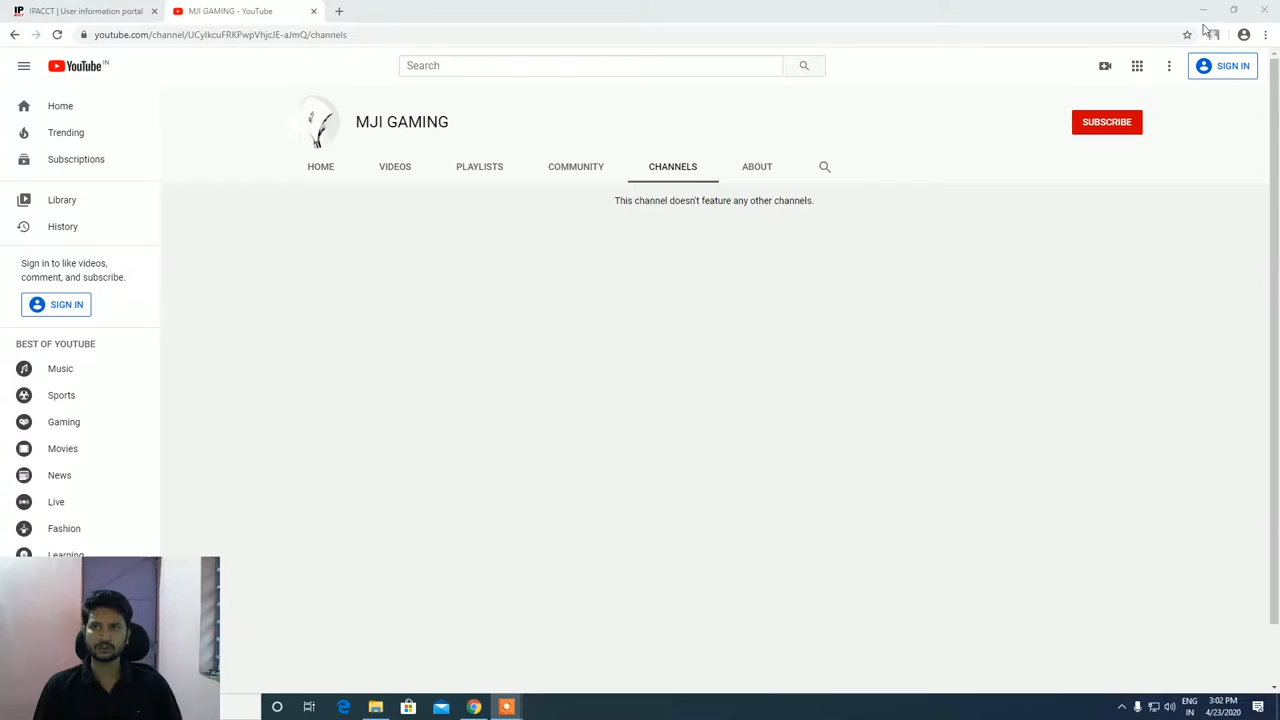 IPACCT | User information portal
MJI GAMING - YouTube
youtube.com/channel/UCylkcuFRKPwpVhjcJE-aJmQ/channels
YouTube IN
Search
SIGN IN
Home
Trending
Subscriptions
Library
History
Sign in to like videos,
comment, and subscribe.
SIGN IN
BEST OF YOUTUBE
Music
Sports
Gaming
Movies
News
Live
Fashion
Learning
MJI GAMING
SUBSCRIBE
HOME VIDEOS PLAYLISTS COMMUNITY CHANNELS ABOUT
This channel doesn't feature any other channels.
ENG
IN
3:02 PM
4/23/2020